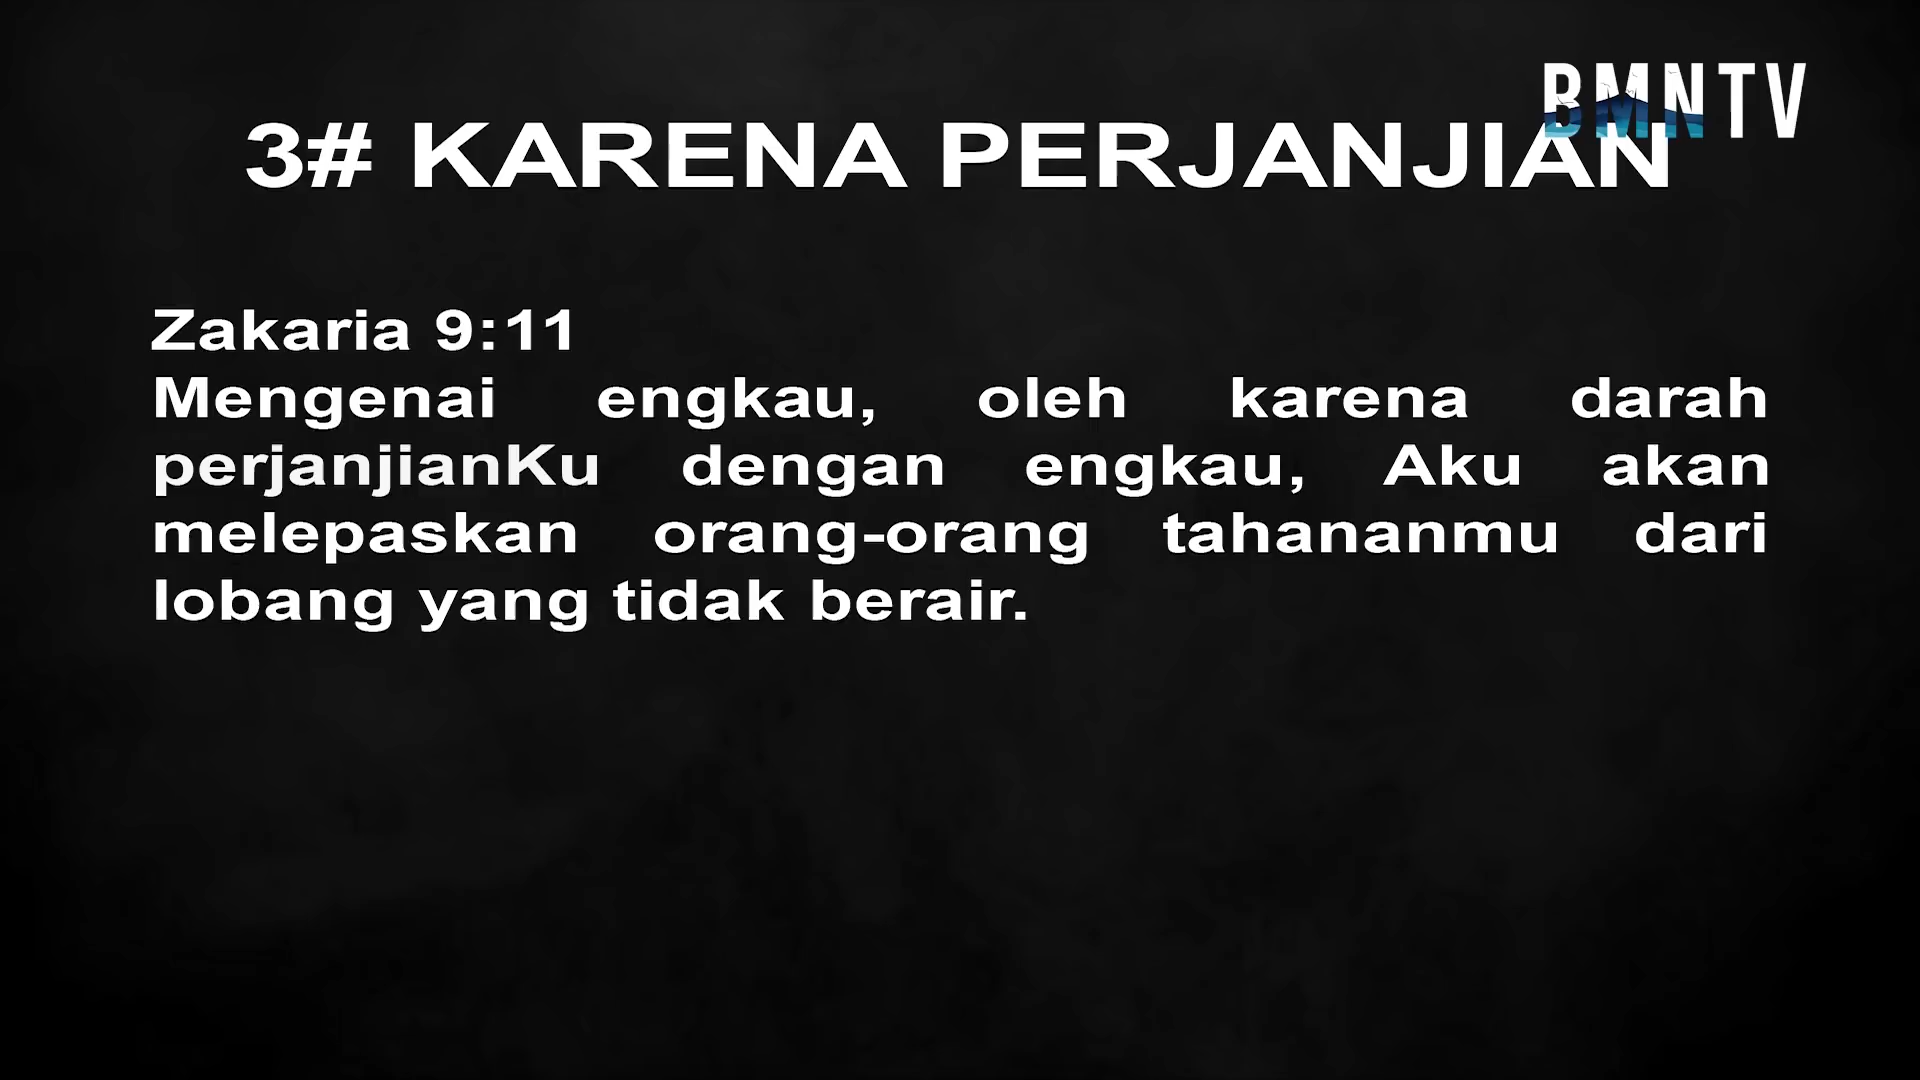 BMNTV
3# KARENA PERJANJIAN
Zakaria 9:11
Mengenai engkau, oleh karena darah
perjanjianKu dengan engkau, Aku akan
melepaskan orang-orang tahananmu dari
lobang yang tidak berair.